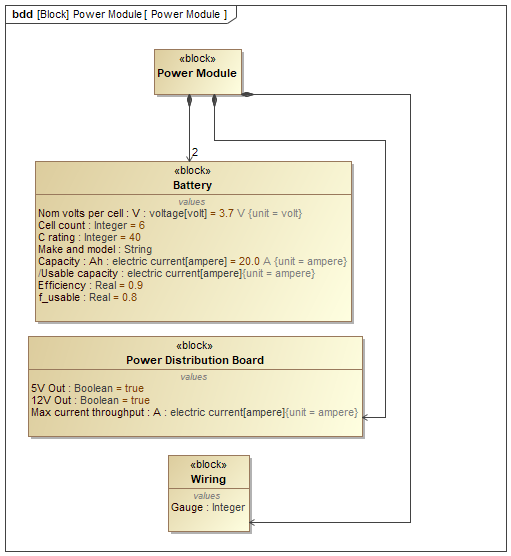 bdd [Block] Power Module [ Power Module ]
«block»
Power Module
2
«block»
Battery
values
Nom volts per cell : V : voltage[volt] = 3.7 V {unit = volt}
Cell count : Integer = 6
C rating : Integer = 40
Make and model : String
Capacity : Ah : electric current[ampere] = 20.0 A {unit = ampere}
/Usable capacity : electric current[ampere]{unit = ampere}
Efficiency : Real = 0.9
f_usable : Real = 0.8
«block»
Power Distribution Board
values
5V Out : Boolean = true
12V Out : Boolean = true
Max current throughput : A : electric current[ampere]{unit = ampere}
«block»
Wiring
values
Gauge : Integer